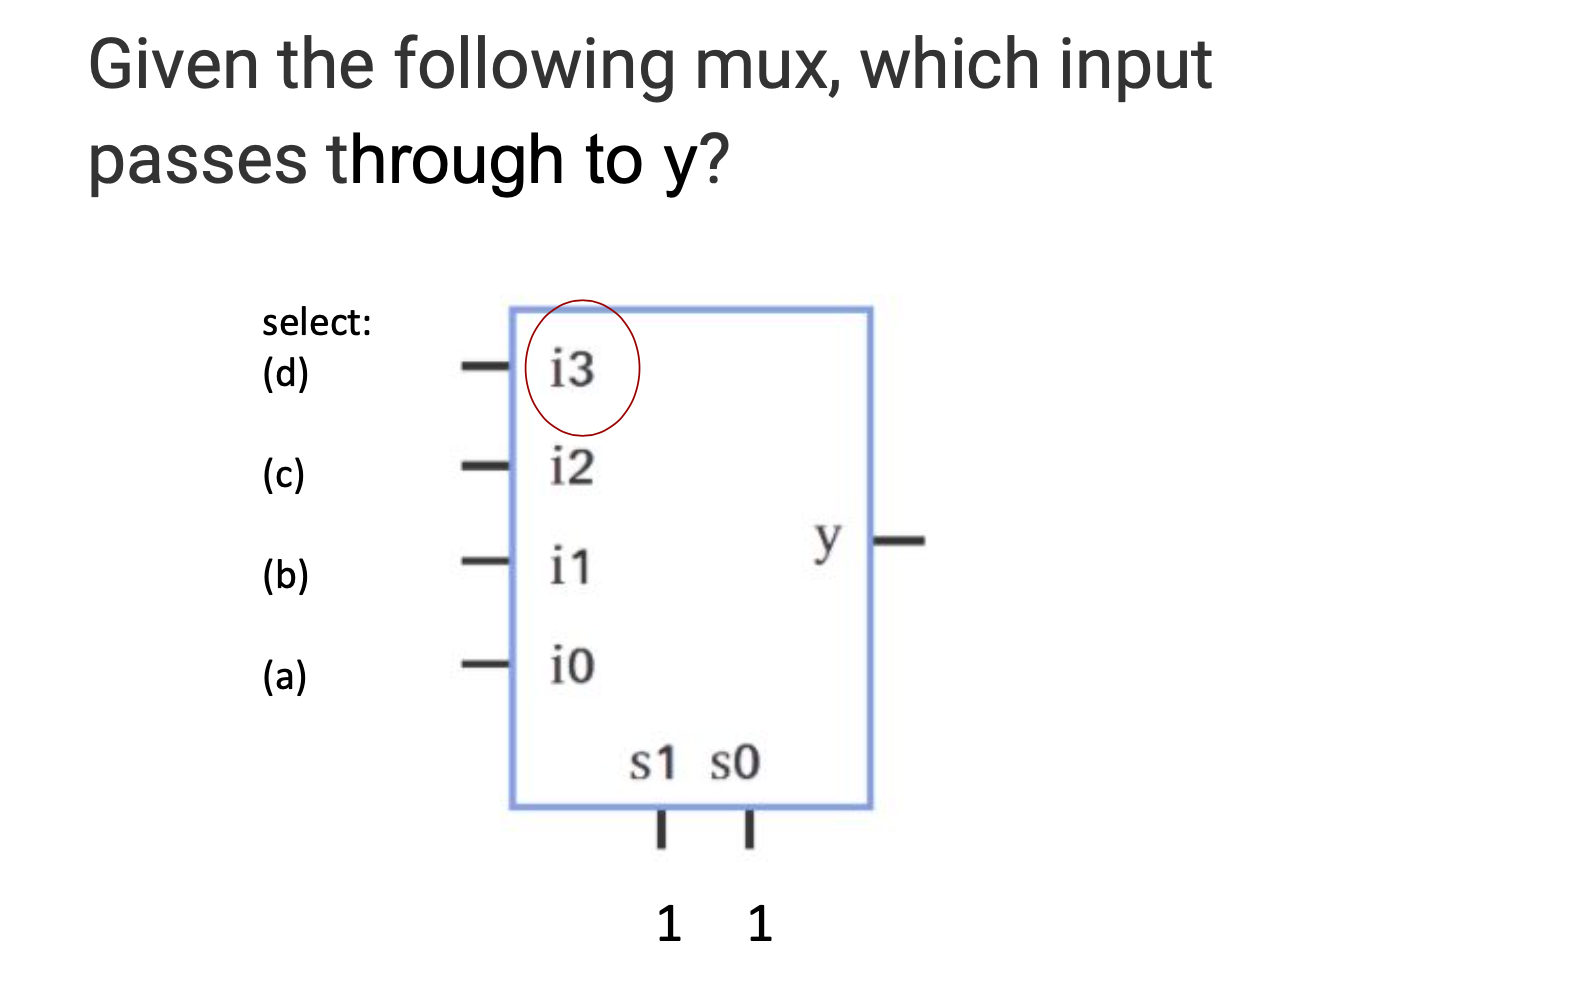 Given the following mux, which input
passes through to y?
select:
(d) i3
(c) i2
(b) i1
y
(a) i0
s1 s0
1 1